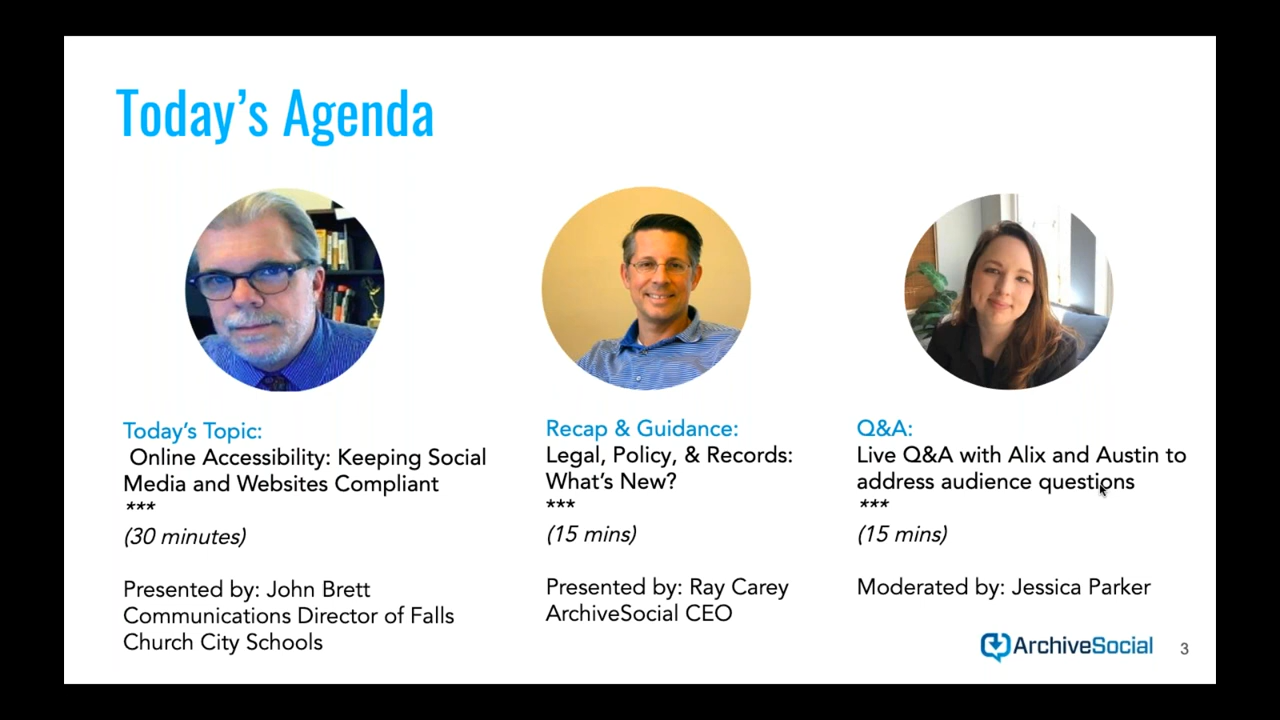 Today’s Agenda
Today’s Topic:
Online Accessibility: Keeping Social
Media and Websites Compliant
***
(30 minutes)
Presented by: John Brett
Communications Director of Falls
Church City Schools
Recap & Guidance:
Legal, Policy, & Records:
What’s New?
***
(15 mins)
Presented by: Ray Carey
ArchiveSocial CEO
Q&A:
Live Q&A with Alix and Austin to
address audience questions
***
(15 mins)
Moderated by: Jessica Parker
ArchiveSocial
3